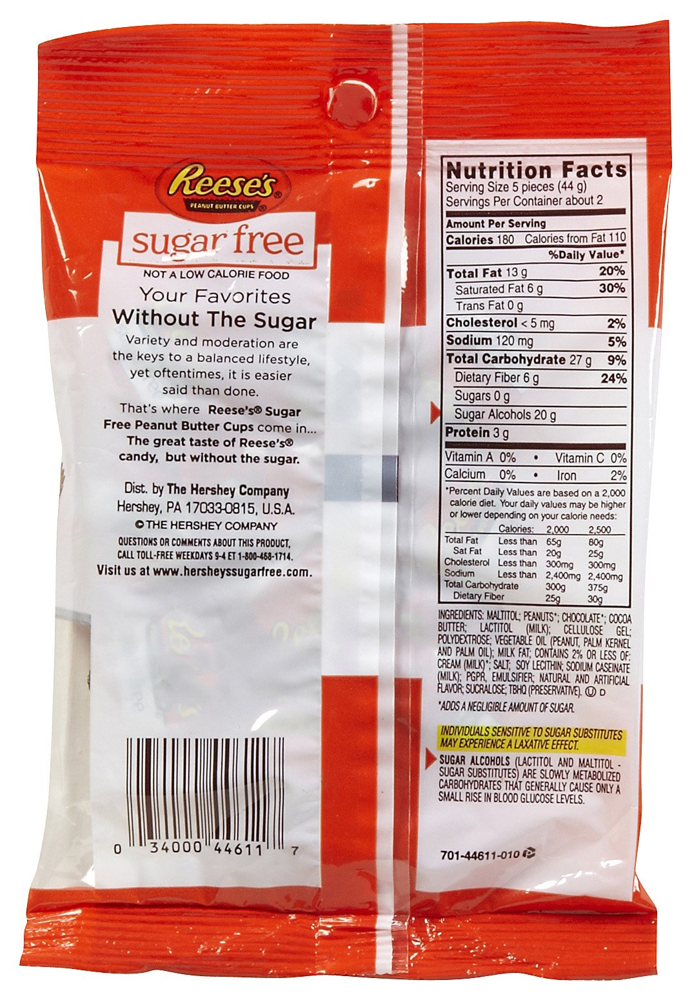 Reese's®
PEANUT BUTTER CUPS ®
sugar free
NOT A LOW CALORIE FOOD
Your Favorites
Without The Sugar
Variety and moderation are
the keys to a balanced lifestyle,
yet oftentimes, it is easier
said than done.
That's where Reese's® Sugar
Free Peanut Butter Cups come in...
The great taste of Reese's®
candy, but without the sugar.
Dist. by The Hershey Company
Hershey, PA 17033-0815, U.S.A.
© THE HERSHEY COMPANY
QUESTIONS OR COMMENTS ABOUT THIS PRODUCT,
CALL TOLL-FREE WEEKDAYS 9-4 ET 1-800-468-1714.
Visit us at www.hersheyssugarfree.com.
0 34000 44611 7
Nutrition Facts
Serving Size 5 pieces (44 g)
Servings Per Container about 2
Amount Per Serving
Calories 180 Calories from Fat 110
%Daily Value*
Total Fat 13 g 20%
Saturated Fat 6 g 30%
Trans Fat 0 g
Cholesterol < 5 mg 2%
Sodium 120 mg 5%
Total Carbohydrate 27 g 9%
Dietary Fiber 6 g 24%
Sugars 0 g
Sugar Alcohols 20 g
Protein 3 g
Vitamin A 0% • Vitamin C 0%
Calcium 0% • Iron 2%
*Percent Daily Values are based on a 2,000
calorie diet. Your daily values may be higher
or lower depending on your calorie needs:
Calories: 2,000 2,500
Total Fat Less than 65g 80g
Sat Fat Less than 20g 25g
Cholesterol Less than 300mg 300mg
Sodium Less than 2,400mg 2,400mg
Total Carbohydrate 300g 375g
Dietary Fiber 25g 30g
INGREDIENTS: MALTITOL; PEANUTS*; CHOCOLATE*; COCOA
BUTTER; LACTITOL (MILK); CELLULOSE GEL;
POLYDEXTROSE; VEGETABLE OIL (PEANUT, PALM KERNEL
AND PALM OIL); MILK FAT; CONTAINS 2% OR LESS OF:
CREAM (MILK)*; SALT; SOY LECITHIN; SODIUM CASEINATE
(MILK); PGPR, EMULSIFIER; NATURAL AND ARTIFICIAL
FLAVOR; SUCRALOSE; TBHQ (PRESERVATIVE). Ⓤ D
*ADDS A NEGLIGIBLE AMOUNT OF SUGAR.
INDIVIDUALS SENSITIVE TO SUGAR SUBSTITUTES
MAY EXPERIENCE A LAXATIVE EFFECT.
SUGAR ALCOHOLS (LACTITOL AND MALTITOL -
SUGAR SUBSTITUTES) ARE SLOWLY METABOLIZED
CARBOHYDRATES THAT GENERALLY CAUSE ONLY A
SMALL RISE IN BLOOD GLUCOSE LEVELS.
701-44611-010